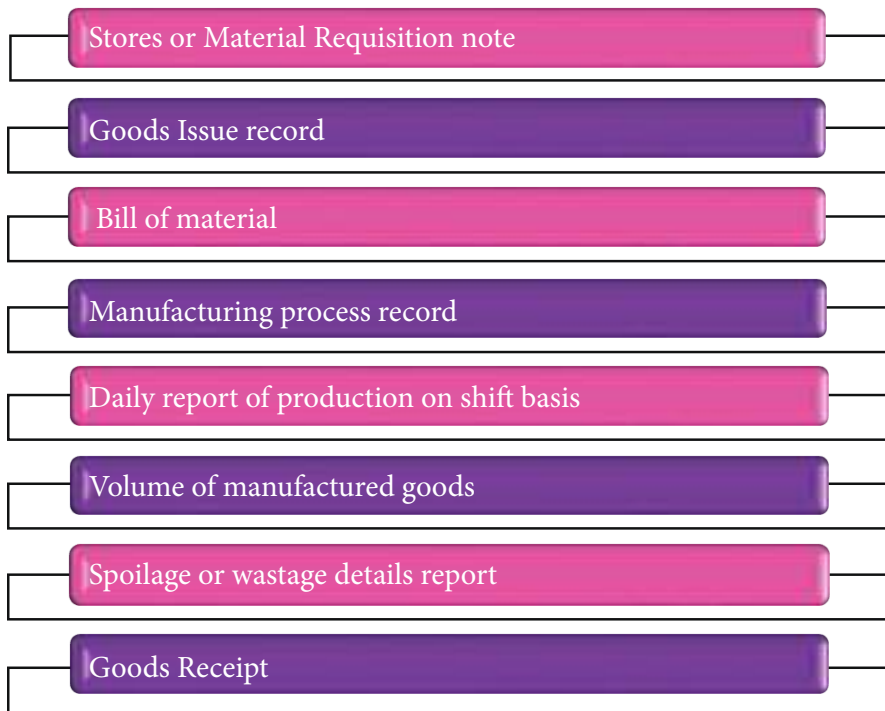 Stores or Material Requisition note
Goods Issue record
Bill of material
Manufacturing process record
Daily report of production on shift basis
Volume of manufactured goods
Spoilage or wastage details report
Goods Receipt